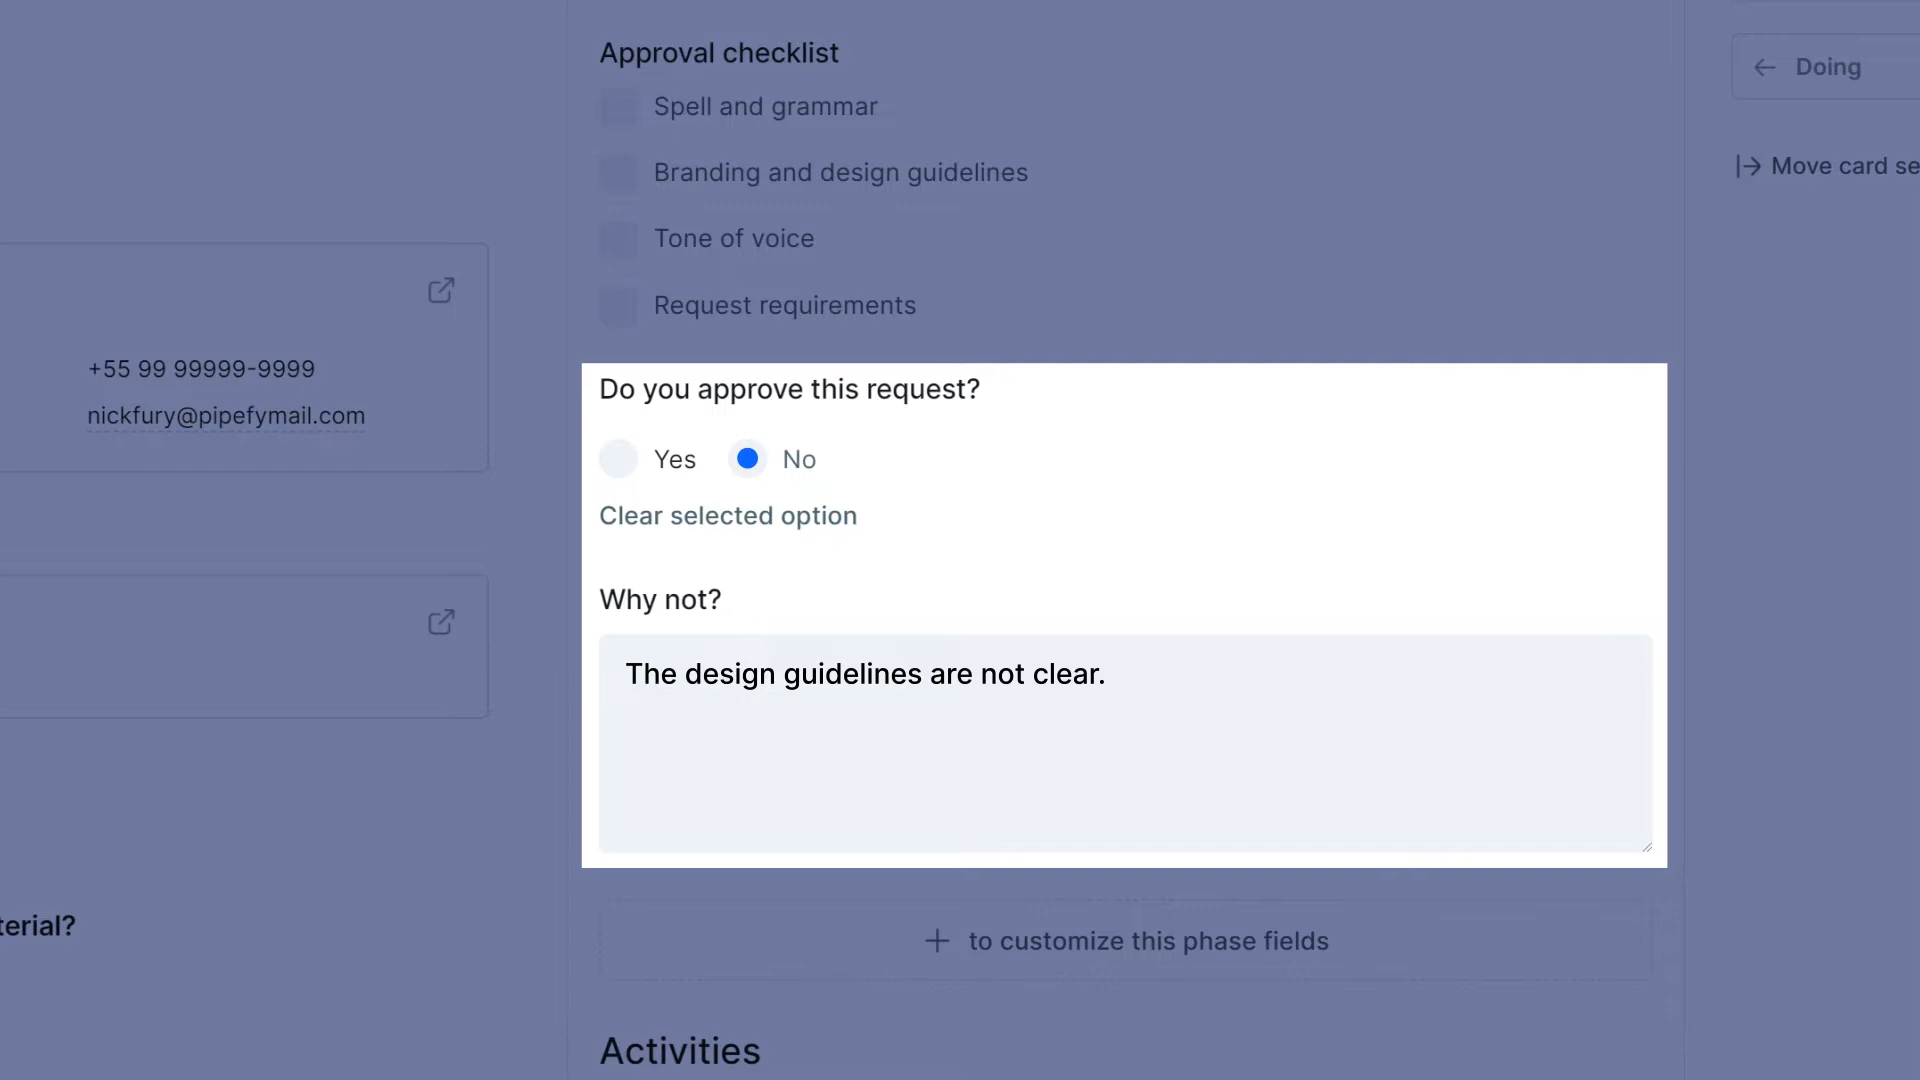 Approval checklist
Spell and grammar
Branding and design guidelines
Tone of voice
Request requirements
Do you approve this request?
Yes
No
Clear selected option
Why not?
The design guidelines are not clear.
to customize this phase fields
Activities
+55 99 99999-9999
nickfury@pipefymail.com
terial?
Doing
Move card se